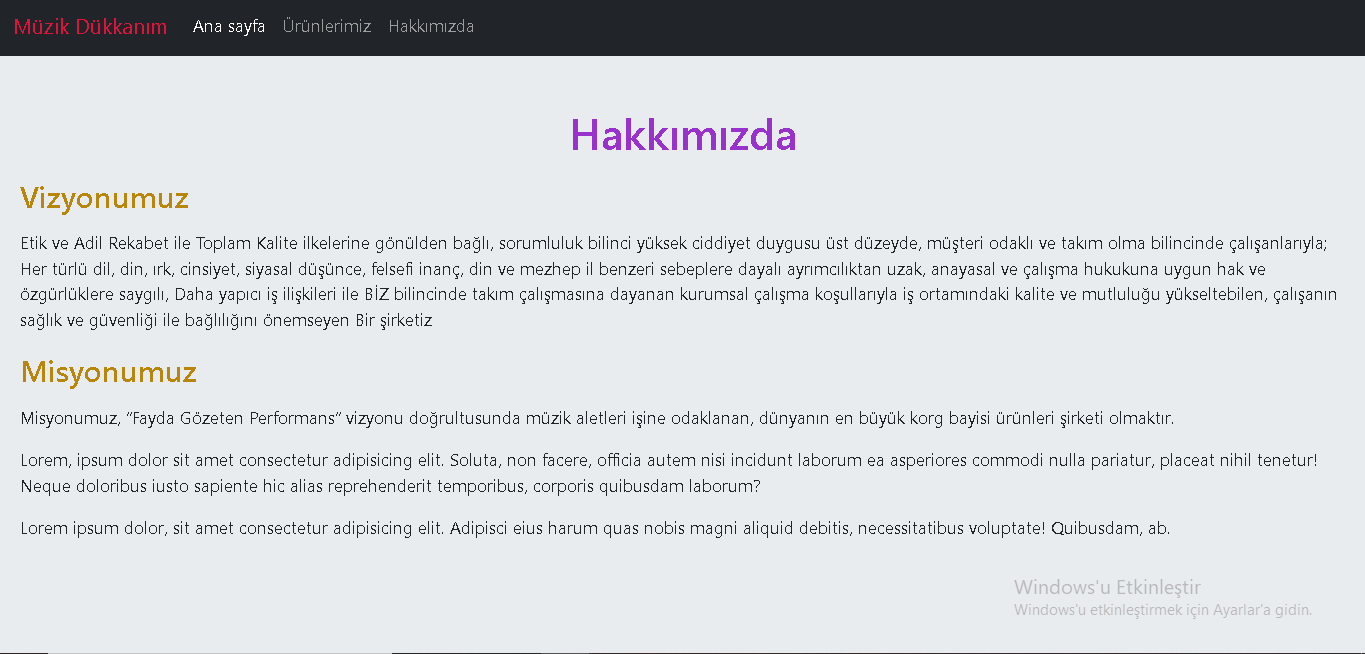 Müzik Dükkanım Ana sayfa Ürünlerimiz Hakkımızda
Hakkımızda
Vizyonumuz
Etik ve Adil Rekabet ile Toplam Kalite ilkelerine gönülden bağlı, sorumluluk bilinci yüksek ciddiyet duygusu üst düzeyde, müşteri odaklı ve takım olma bilincinde çalışanlarıyla;
Her türlü dil, din, ırk, cinsiyet, siyasal düşünce, felsefi inanç, din ve mezhep il benzeri sebeplere dayalı ayrımcılıktan uzak, anayasal ve çalışma hukukuna uygun hak ve
özgürlüklere saygılı, Daha yapıcı iş ilişkileri ile BİZ bilincinde takım çalışmasına dayanan kurumsal çalışma koşullarıyla iş ortamındaki kalite ve mutluluğu yükseltebilen, çalışanın
sağlık ve güvenliği ile bağlılığını önemseyen Bir şirketiz
Misyonumuz
Misyonumuz, “Fayda Gözeten Performans” vizyonu doğrultusunda müzik aletleri işine odaklanan, dünyanın en büyük korg bayisi ürünleri şirketi olmaktır.
Lorem, ipsum dolor sit amet consectetur adipisicing elit. Soluta, non facere, officia autem nisi incidunt laborum ea asperiores commodi nulla pariatur, placeat nihil tenetur!
Neque doloribus iusto sapiente hic alias reprehenderit temporibus, corporis quibusdam laborum?
Lorem ipsum dolor, sit amet consectetur adipisicing elit. Adipisci eius harum quas nobis magni aliquid debitis, necessitatibus voluptate! Quibusdam, ab.
Windows'u Etkinleştir
Windows'u etkinleştirmek için Ayarlar'a gidin.